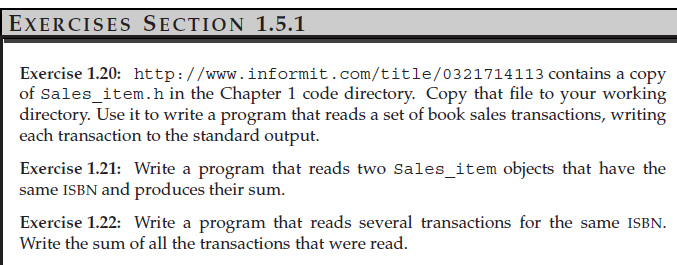 EXERCISES SECTION 1.5.1
Exercise 1.20: http://www.informit.com/title/0321714113 contains a copy
of Sales_item.h in the Chapter 1 code directory. Copy that file to your working
directory. Use it to write a program that reads a set of book sales transactions, writing
each transaction to the standard output.
Exercise 1.21: Write a program that reads two Sales_item objects that have the
same ISBN and produces their sum.
Exercise 1.22: Write a program that reads several transactions for the same ISBN.
Write the sum of all the transactions that were read.